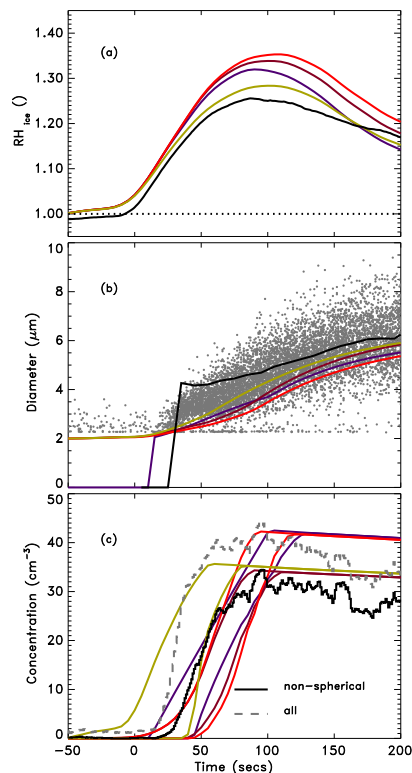 1.40
1.30
1.20
1.10
1.00
RH ice ()
(a)
10
8
6
4
2
0
Diameter (μm)
(b)
50
40
30
20
10
0
Concentration (cm⁻³)
(c)
non-spherical
all
-50 0 50 100 150 200
Time (secs)